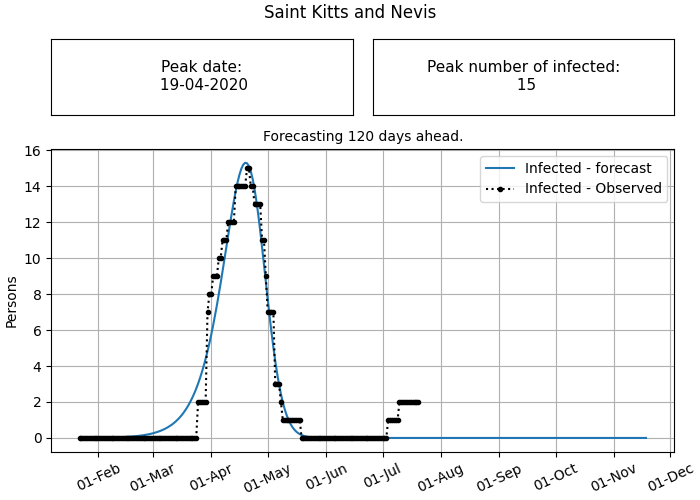 Saint Kitts and Nevis
Peak date:
19-04-2020
Peak number of infected:
15
Forecasting 120 days ahead.
Infected - forecast
Infected - Observed
Persons
16
14
12
10
8
6
4
2
0
01-Feb
01-Mar
01-Apr
01-May
01-Jun
01-Jul
01-Aug
01-Sep
01-Oct
01-Nov
01-Dec